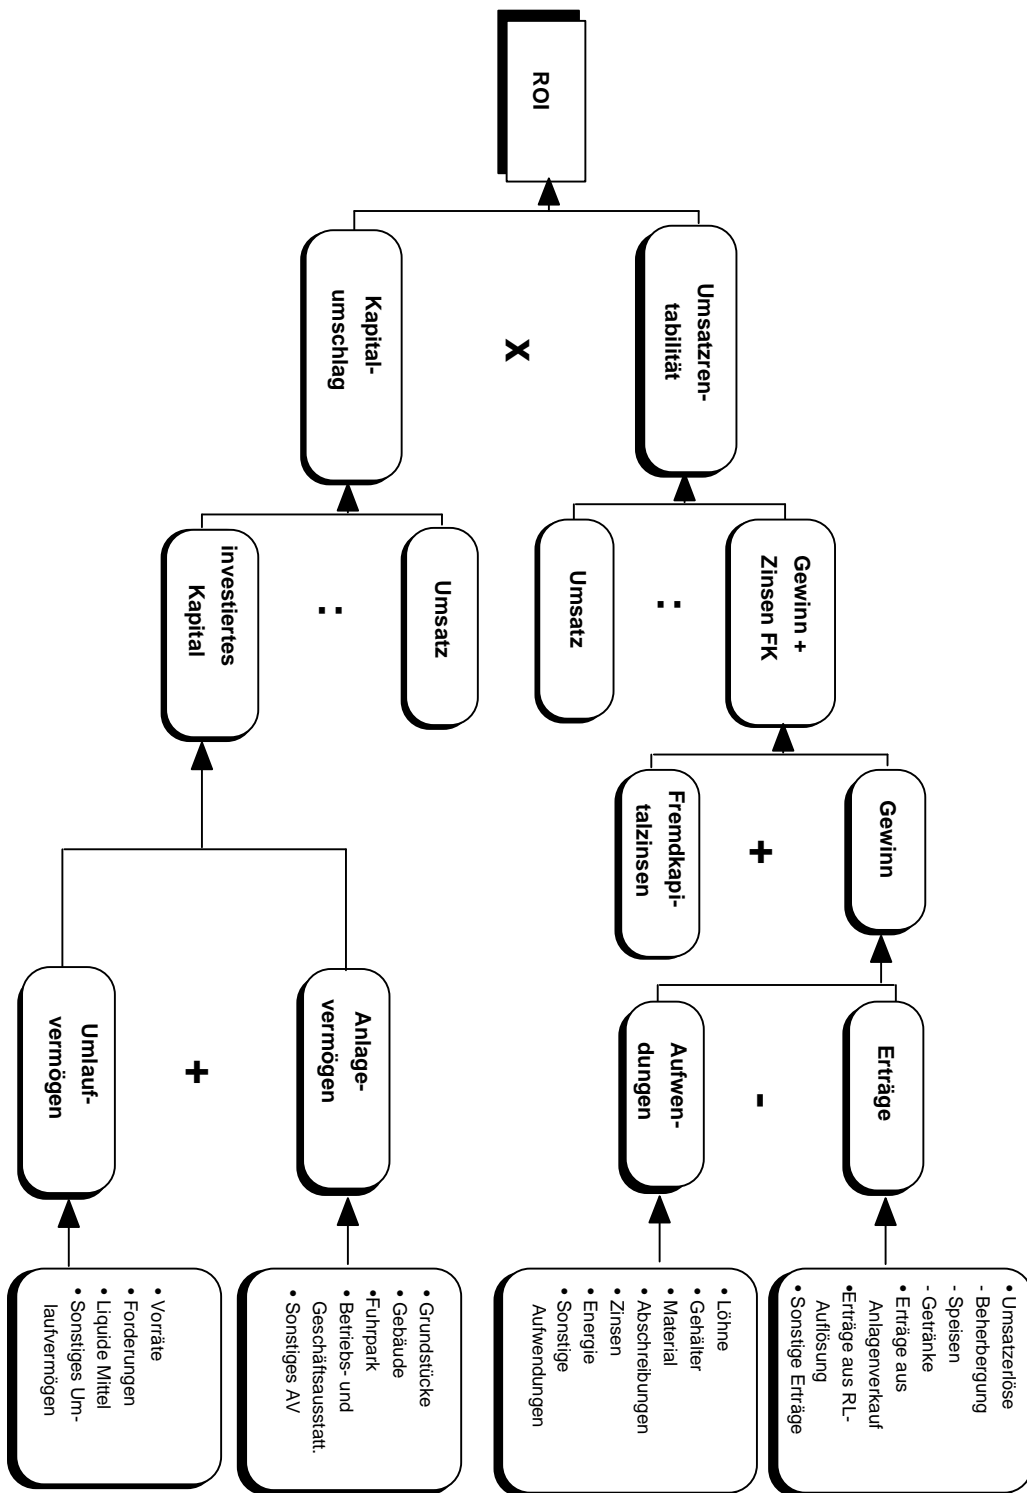 ROI
Umsatzren-
tabilität
x
Kapital-
umschlag
Gewinn +
Zinsen FK
:
Umsatz
Umsatz
:
investiertes
Kapital
Gewinn
+
Fremdkapi-
talzinsen
Erträge
-
Aufwen-
dungen
Anlage-
vermögen
+
Umlauf-
vermögen
• Umsatzerlöse
- Beherbergung
- Speisen
- Getränke
• Erträge aus
Anlagenverkauf
•Erträge aus RL-
Auflösung
• Sonstige Erträge
• Löhne
• Gehälter
• Material
• Abschreibungen
• Zinsen
• Energie
• Sonstige
Aufwendungen
• Grundstücke
• Gebäude
•Fuhrpark
• Betriebs- und
Geschäftsausstatt.
• Sonstiges AV
• Vorräte
• Forderungen
• Liquide Mittel
• Sonstiges Um-
laufvermögen